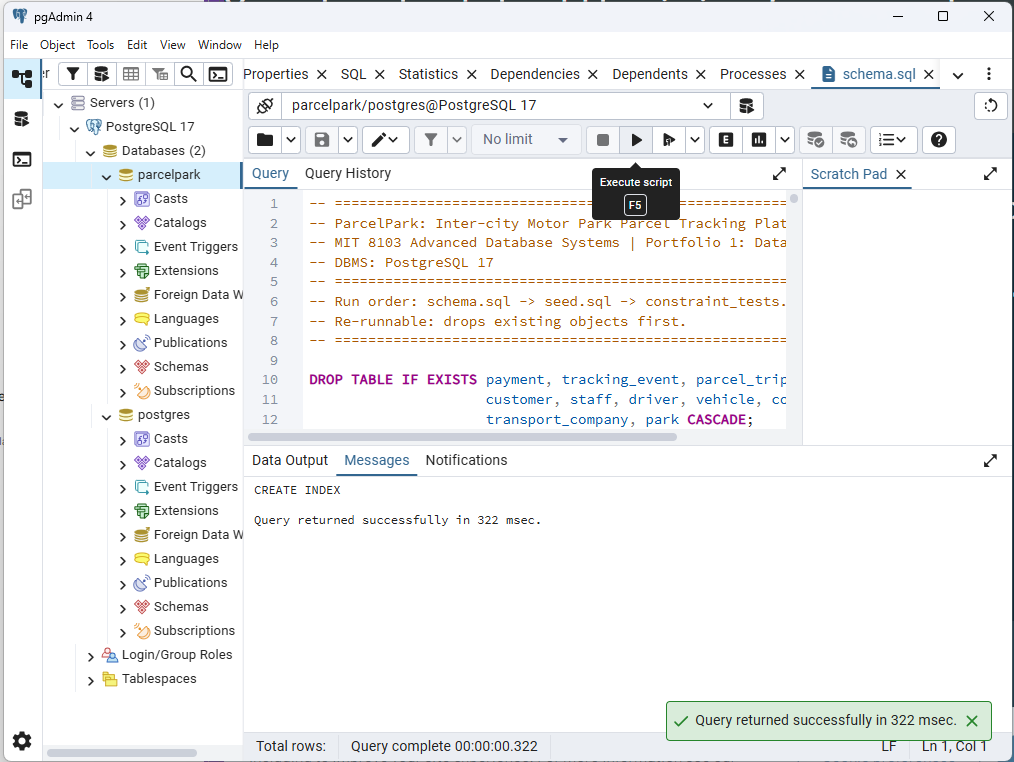 pgAdmin 4
File Object Tools Edit View Window Help
er Properties SQL Statistics Dependencies Dependents Processes schema.sql
Servers (1)
PostgreSQL 17
Databases (2)
parcelpark
Casts
Catalogs
Event Triggers
Extensions
Foreign Data W
Languages
Publications
Schemas
Subscriptions
postgres
Casts
Catalogs
Event Triggers
Extensions
Foreign Data W
Languages
Publications
Schemas
Subscriptions
Login/Group Roles
Tablespaces
parcelpark/postgres@PostgreSQL 17
No limit
E
Execute script
F5
Query Query History
Scratch Pad
1 -- ======================================================
2 -- ParcelPark: Inter-city Motor Park Parcel Tracking Plat
3 -- MIT 8103 Advanced Database Systems | Portfolio 1: Data
4 -- DBMS: PostgreSQL 17
5 -- ======================================================
6 -- Run order: schema.sql -> seed.sql -> constraint_tests.
7 -- Re-runnable: drops existing objects first.
8 -- ======================================================
9
10 DROP TABLE IF EXISTS payment, tracking_event, parcel_trip
11 customer, staff, driver, vehicle, co
12 transport_company, park CASCADE;
Data Output Messages Notifications
CREATE INDEX
Query returned successfully in 322 msec.
Query returned successfully in 322 msec.
Total rows: Query complete 00:00:00.322 LF Ln 1, Col 1